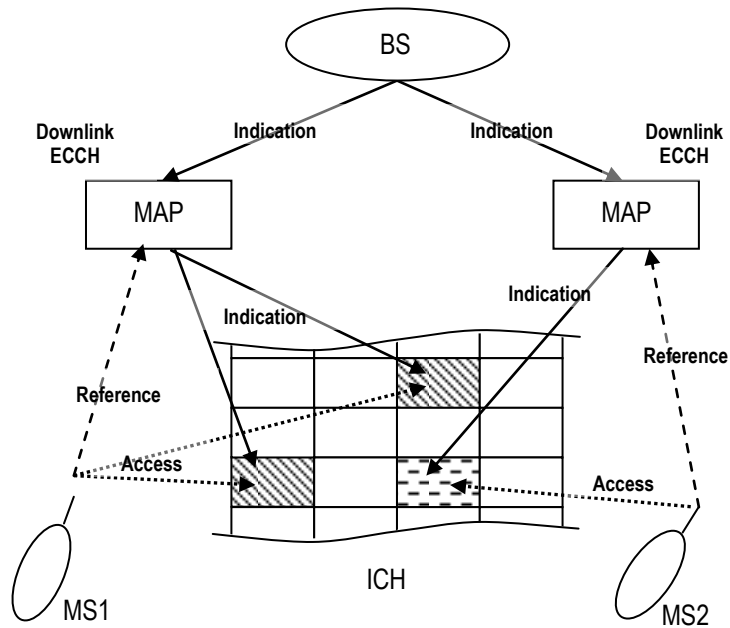 BS
Downlink
ECCH
Indication
Indication
Downlink
ECCH
MAP
MAP
Indication
Indication
Reference
Reference
Access
Access
ICH
MS1
MS2